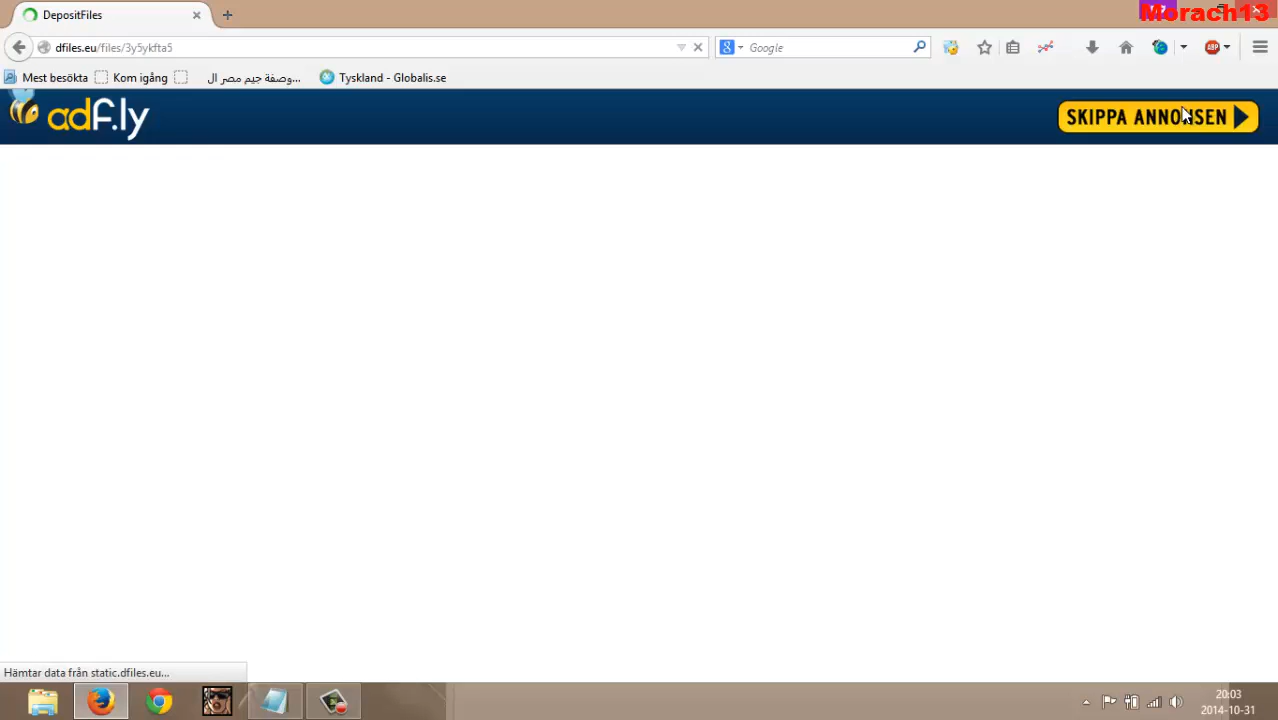 DepositFiles
Morach13
dfiles.eu/files/3y5ykfta5
Google
ABP
Mest besökta
Kom igång
وصفة جيم مصر ال...
Tyskland - Globalis.se
adf.ly
SKIPPA ANNONSEN
Hämtar data från static.dfiles.eu...
20:03
2014-10-31